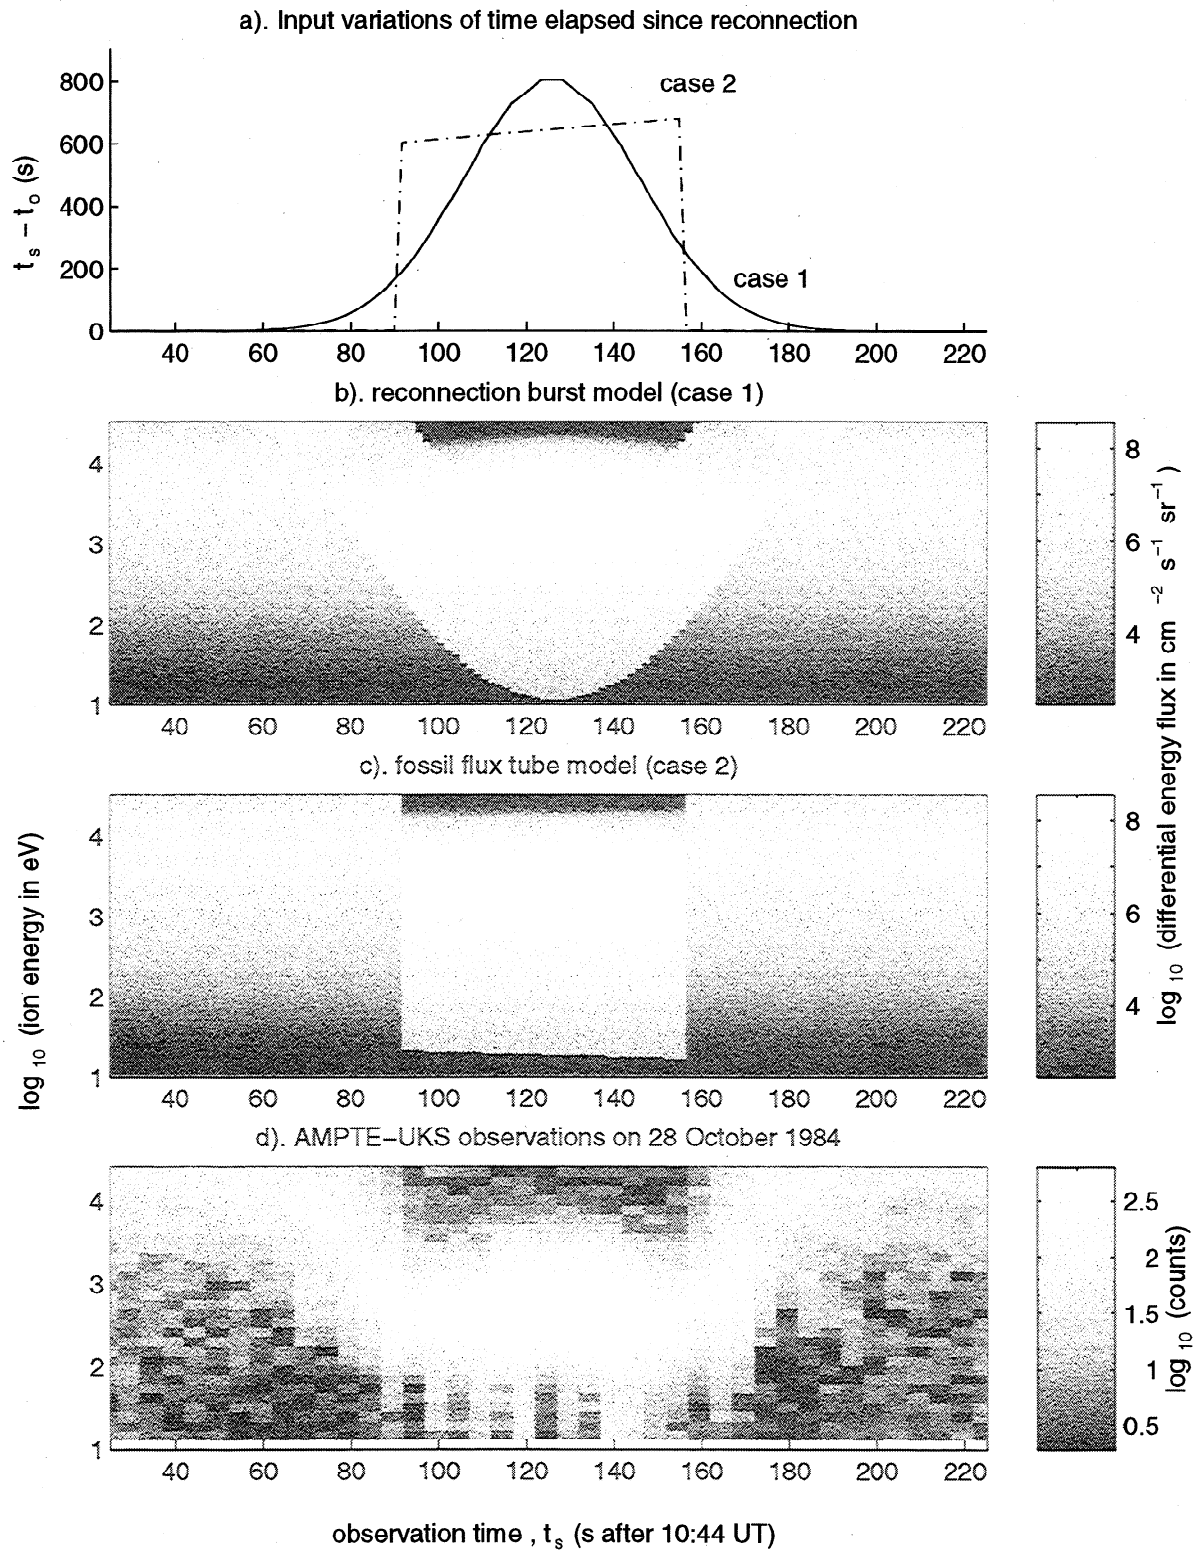 a). Input variations of time elapsed since reconnection
800
600
400
200
0
t s − t o (s)
case 2
case 1
40 60 80 100 120 140 160 180 200 220
b). reconnection burst model (case 1)
4
3
2
1
8
6
4
40 60 80 100 120 140 160 180 200 220
c). fossil flux tube model (case 2)
4
3
2
1
8
6
4
40 60 80 100 120 140 160 180 200 220
log 10 (ion energy in eV)
log 10 (differential energy flux in cm −2 s−1 sr−1 )
d). AMPTE−UKS observations on 28 October 1984
4
3
2
1
2.5
2
1.5
1
0.5
log 10 (counts)
40 60 80 100 120 140 160 180 200 220
observation time , t s (s after 10:44 UT)